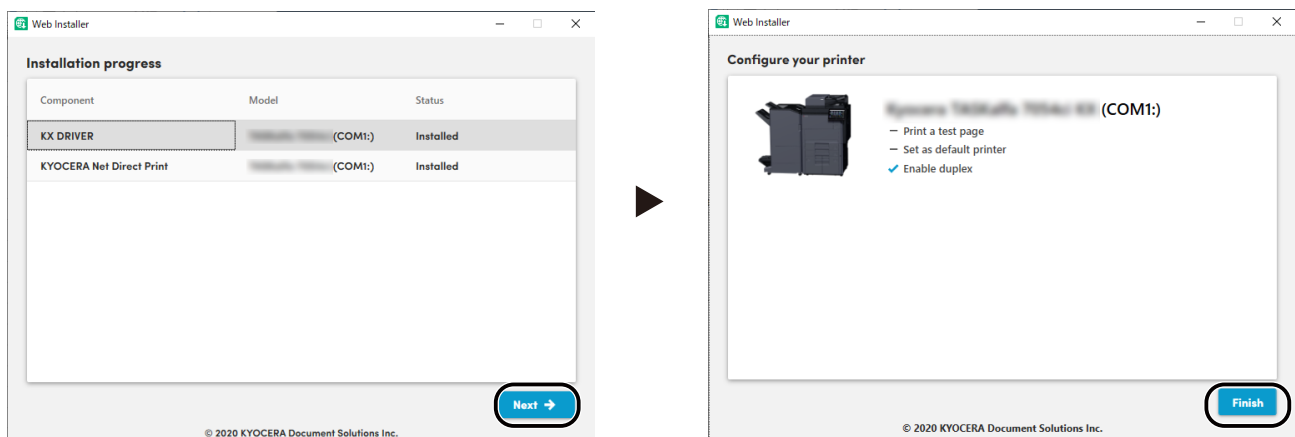 Web Installer
Installation progress
Component Model Status
KX DRIVER (COM1:) Installed
KYOCERA Net Direct Print (COM1:) Installed
Next →
© 2020 KYOCERA Document Solutions Inc.
Web Installer
Configure your printer
(COM1:)
Print a test page
Set as default printer
Enable duplex
Finish
© 2020 KYOCERA Document Solutions Inc.